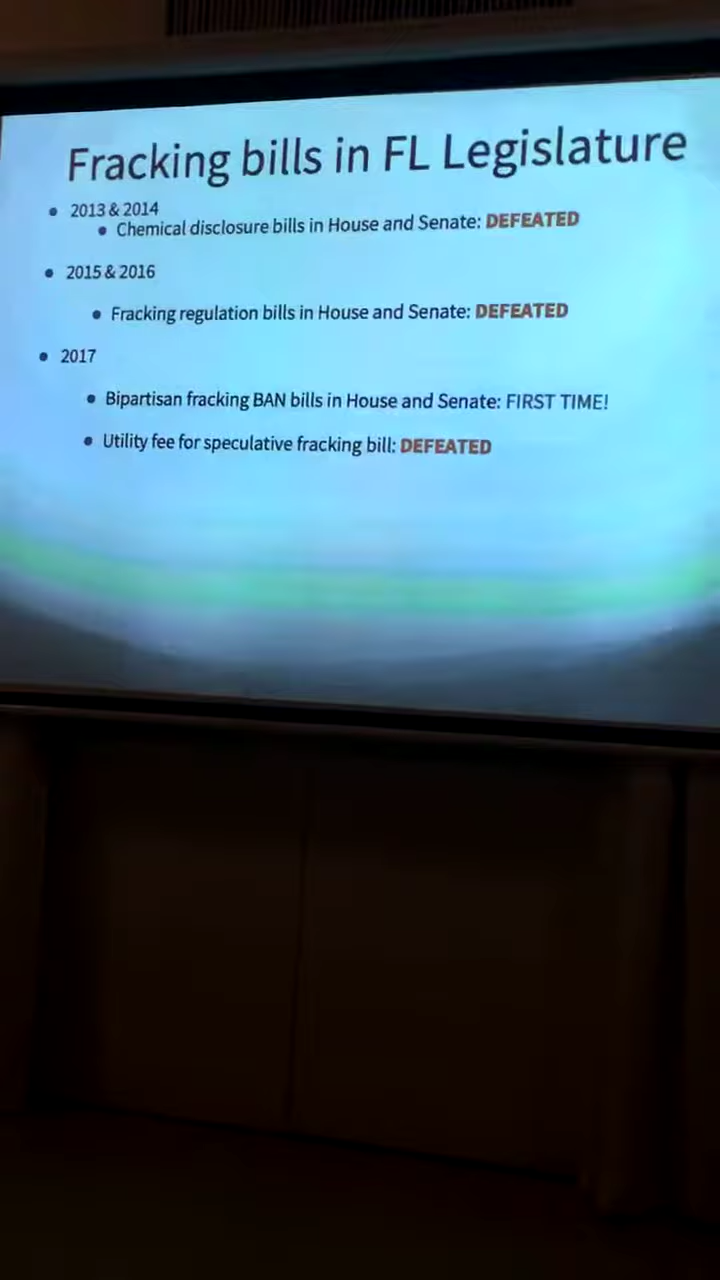 Fracking bills in FL Legislature
• 2013 & 2014
• Chemical disclosure bills in House and Senate: DEFEATED
• 2015 & 2016
• Fracking regulation bills in House and Senate: DEFEATED
• 2017
• Bipartisan fracking BAN bills in House and Senate: FIRST TIME!
• Utility fee for speculative fracking bill: DEFEATED